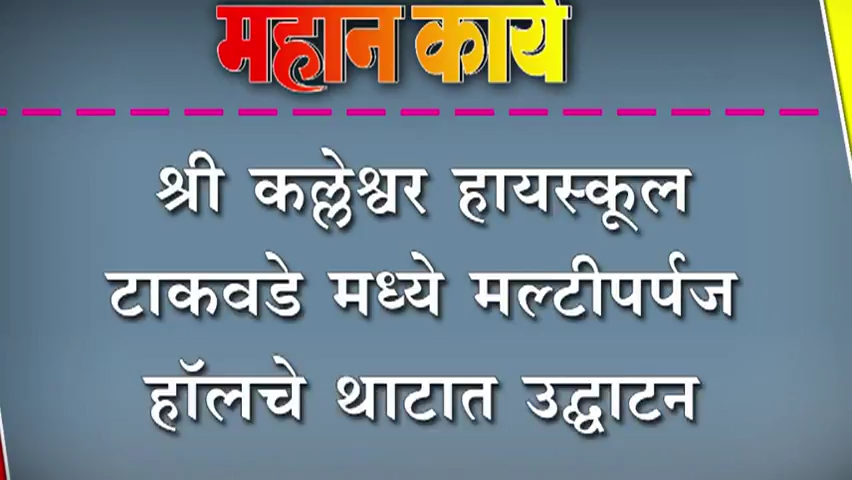 महान कार्य
श्री कल्लेश्वर हायस्कूल
टाकवडे मध्ये मल्टीपर्पज
हॉलचे थाटात उद्घाटन